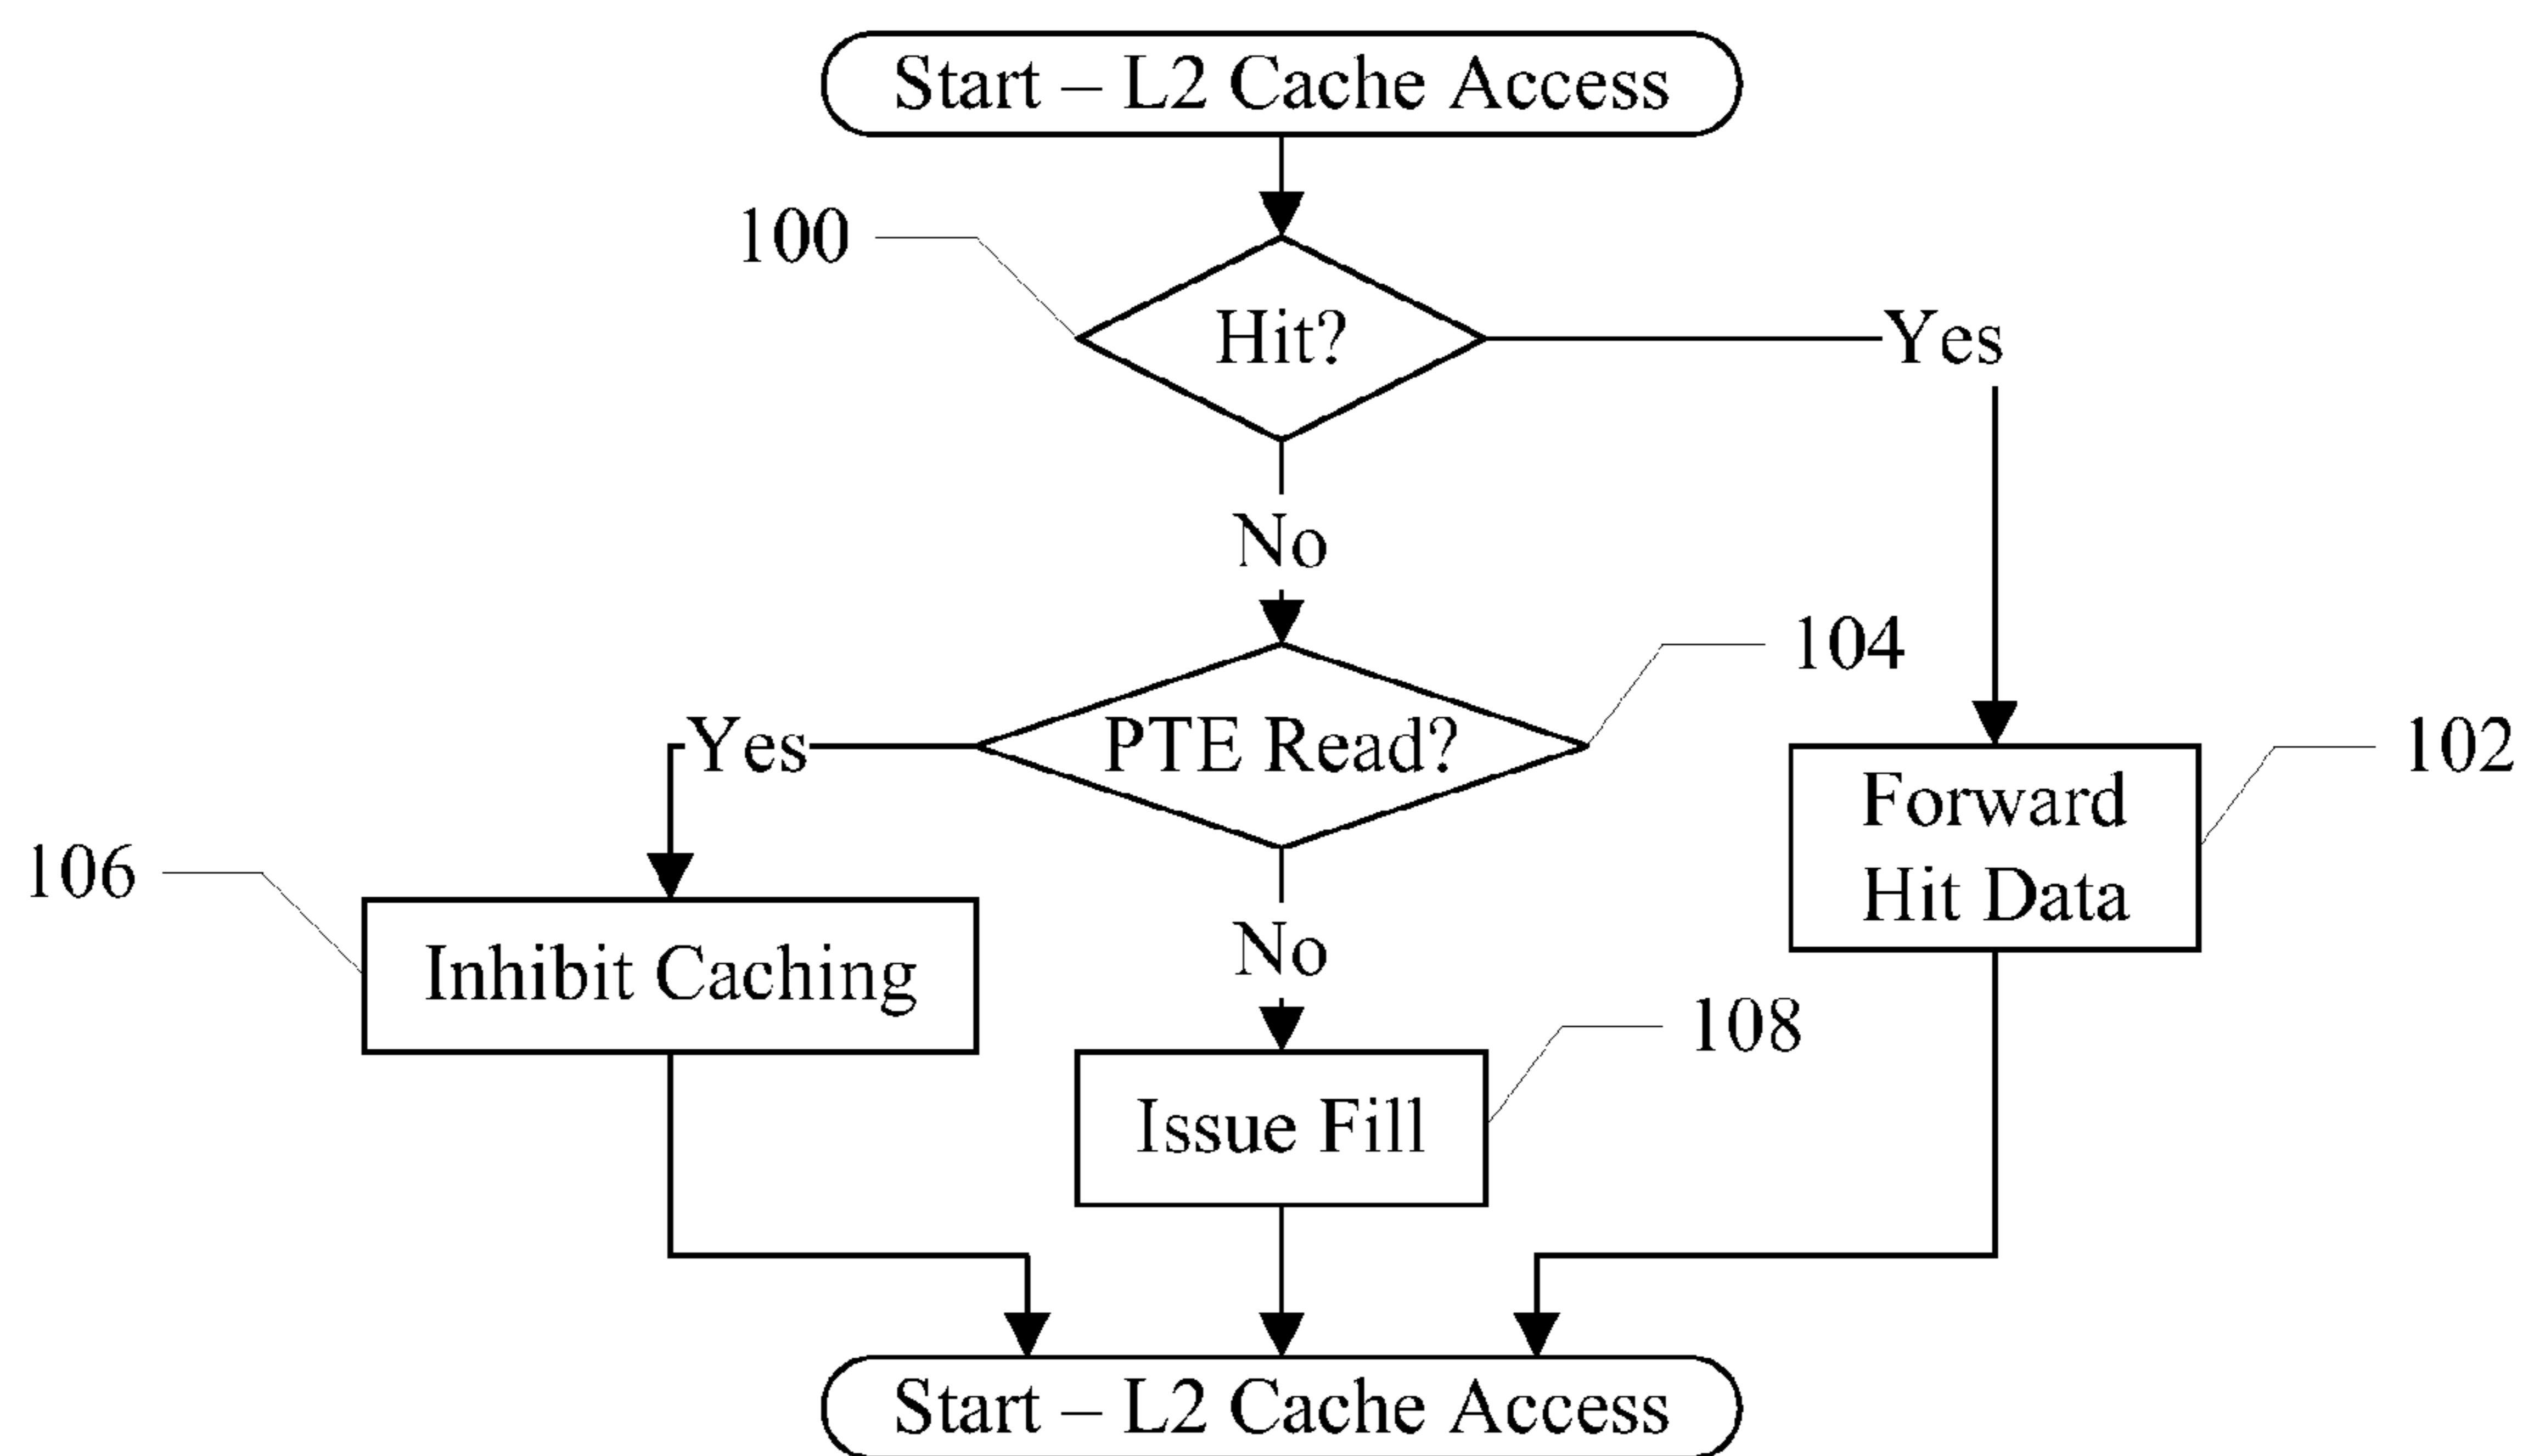 Start – L2 Cache Access
100
Hit?
Yes
No
104
Yes
PTE Read?
102
Forward
Hit Data
106
Inhibit Caching
No
108
Issue Fill
Start – L2 Cache Access